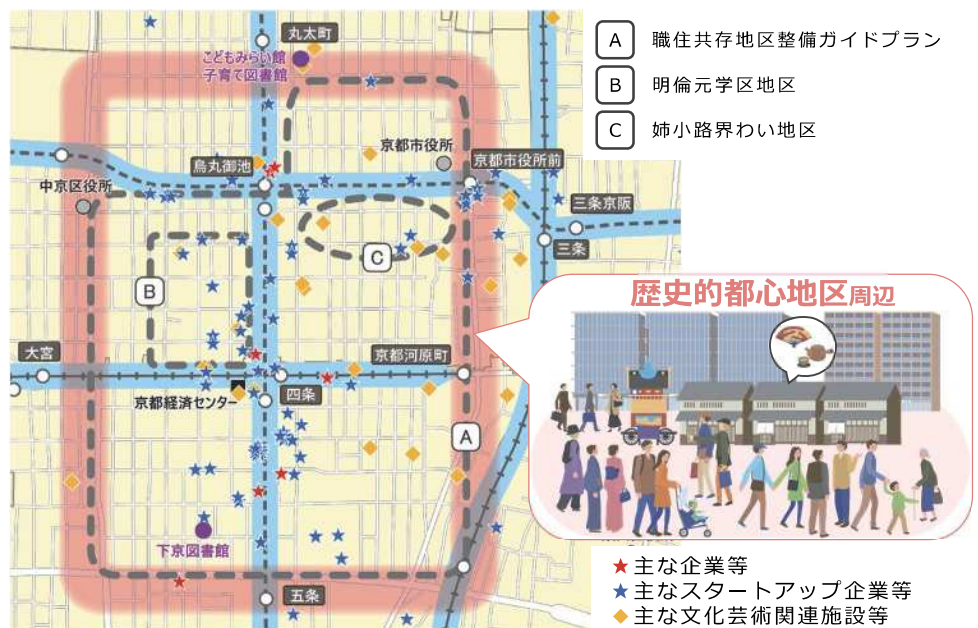 丸太町
こどもみらい館
子育て図書館
京都市役所
烏丸御池
京都市役所前
中京区役所
三条京阪
三条
C
B
大宮
京都河原町
京都経済センター
四条
A
下京図書館
五条
A 職住共存地区整備ガイドプラン
B 明倫元学区地区
C 姉小路界わい地区
歴史的都心地区周辺
★主な企業等
★主なスタートアップ企業等
◆主な文化芸術関連施設等